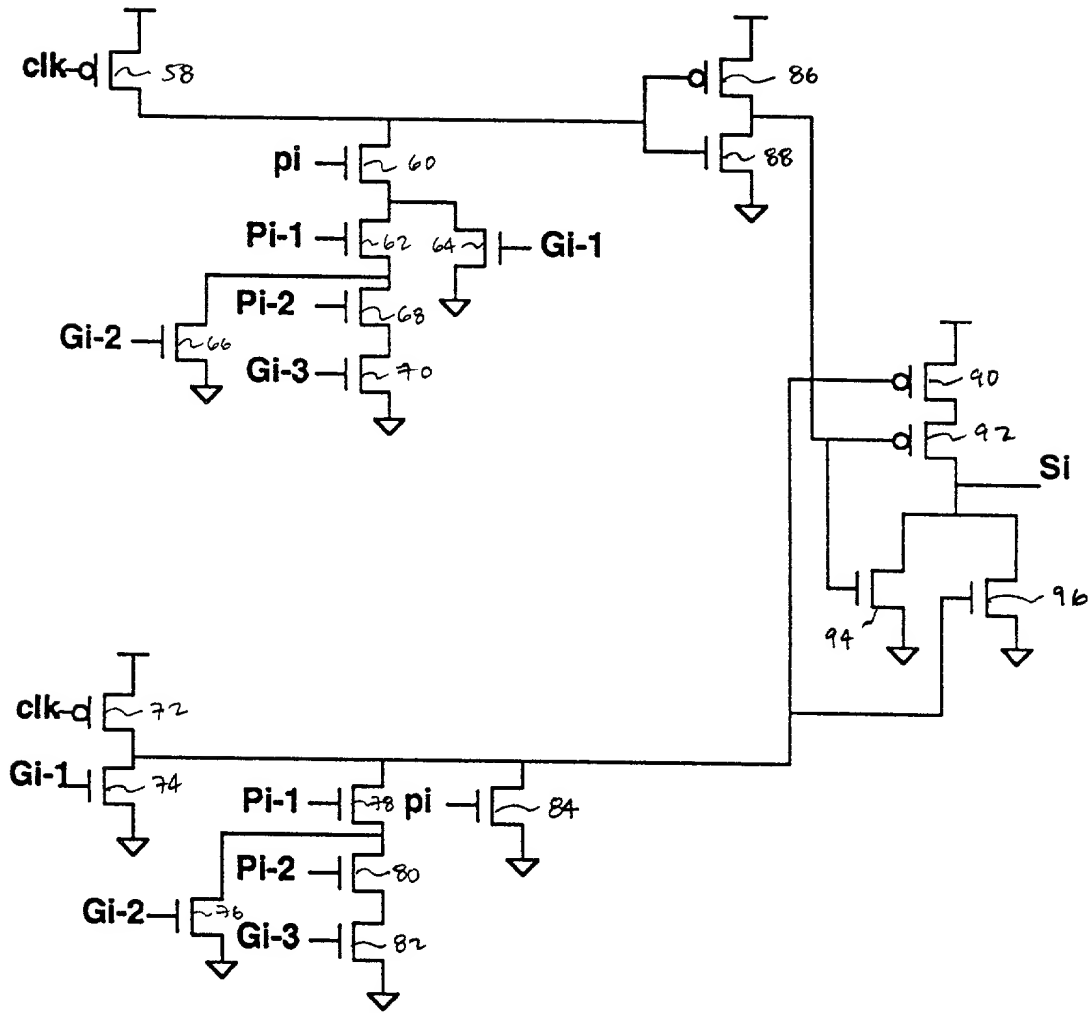 clk 58
86
pi 60
88
Pi-1 62 64 Gi-1
Pi-2 68
Gi-2 66
Gi-3 70
90
92
Si
94 96
clk 72
Gi-1 74
Pi-1 78 pi 84
Pi-2 80
Gi-2 76
Gi-3 82